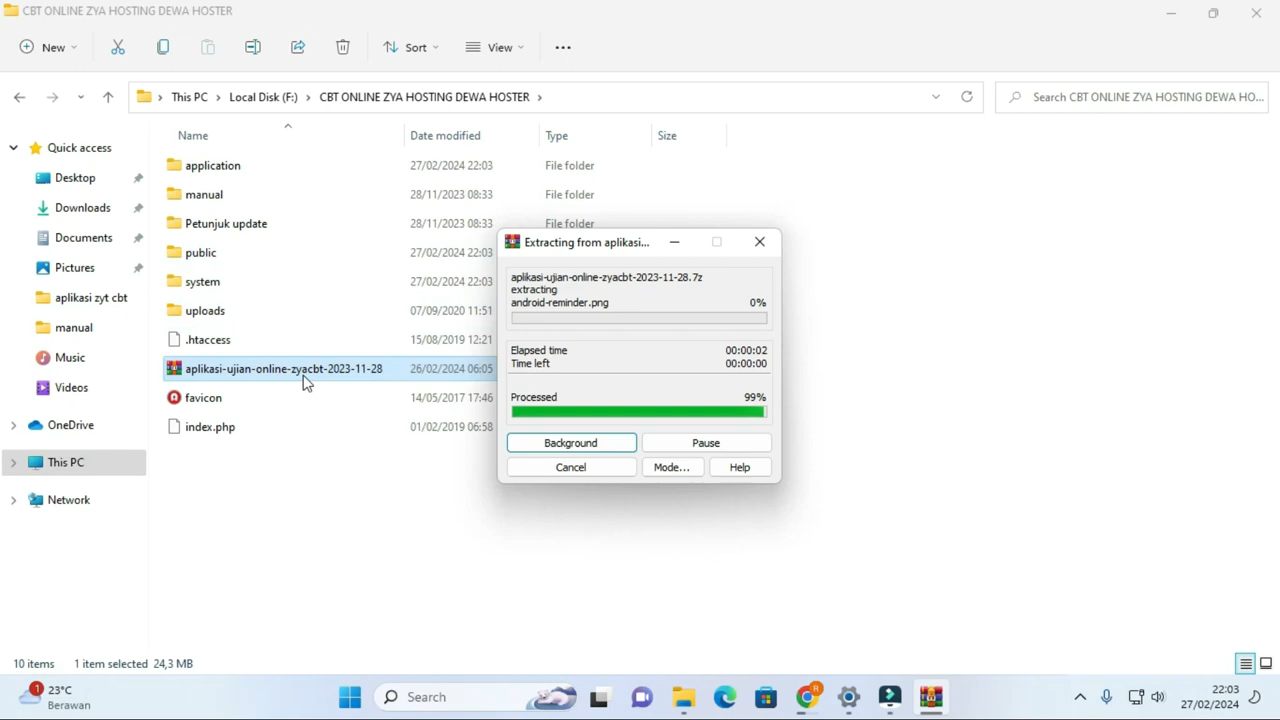 CBT ONLINE ZYA HOSTING DEWA HOSTER
New
Sort
View
This PC > Local Disk (F:) > CBT ONLINE ZYA HOSTING DEWA HOSTER >
Search CBT ONLINE ZYA HOSTING DEWA HO...
Name Date modified Type Size
Quick access
Desktop
Downloads
Documents
Pictures
aplikasi zyt cbt
manual
Music
Videos
OneDrive
This PC
Network
application 27/02/2024 22:03 File folder
manual 28/11/2023 08:33 File folder
Petunjuk update 28/11/2023 08:33 File folder
public 27/02/2024 22:03
system 27/02/2024 22:03
uploads 07/09/2020 11:51
.htaccess 15/08/2019 12:21
aplikasi-ujian-online-zyacbt-2023-11-28 26/02/2024 06:05
favicon 14/05/2017 17:46
index.php 01/02/2019 06:58
Extracting from aplikasi...
aplikasi-ujian-online-zyacbt-2023-11-28.7z
extracting
android-reminder.png 0%
Elapsed time 00:00:02
Time left 00:00:00
Processed 99%
Background Pause
Cancel Mode... Help
10 items 1 item selected 24,3 MB
1
23°C
Berawan
Search
R
22:03
27/02/2024